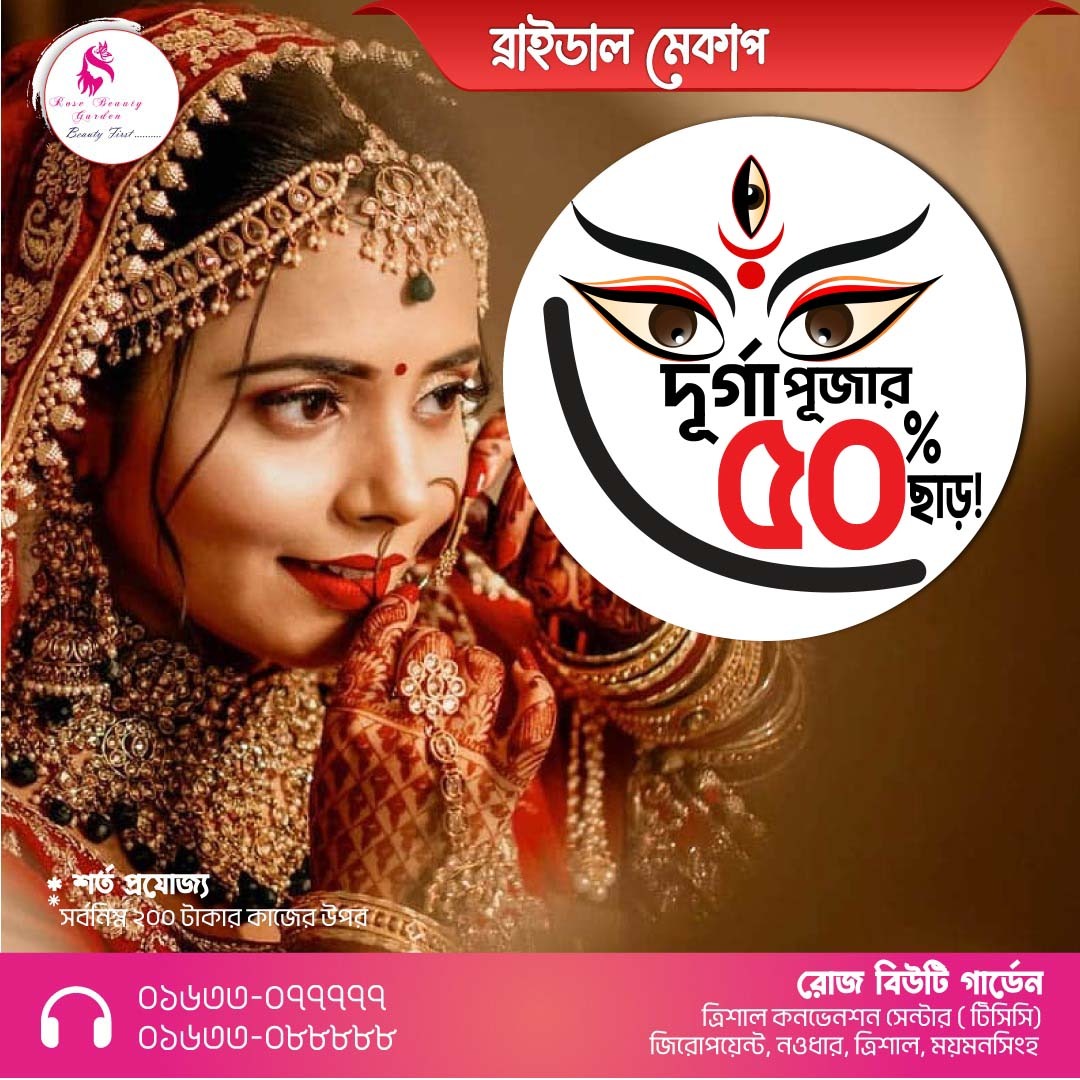 Rose Beauty
Garden
Beauty First..........
ব্রাইডাল মেকাপ
দূর্গা পূজার
৫০%
ছাড়!
* শর্ত প্রযোজ্য
* সর্বনিম্ন ২০০ টাকার কাজের উপর
০১৬৩৩-০৭৭৭৭৭
০১৬৩৩-০৮৮৮৮৮
রোজ বিউটি গার্ডেন
ত্রিশাল কনভেনশন সেন্টার ( টিসিসি)
জিরোপয়েন্ট, নওধার, ত্রিশাল, ময়মনসিংহ